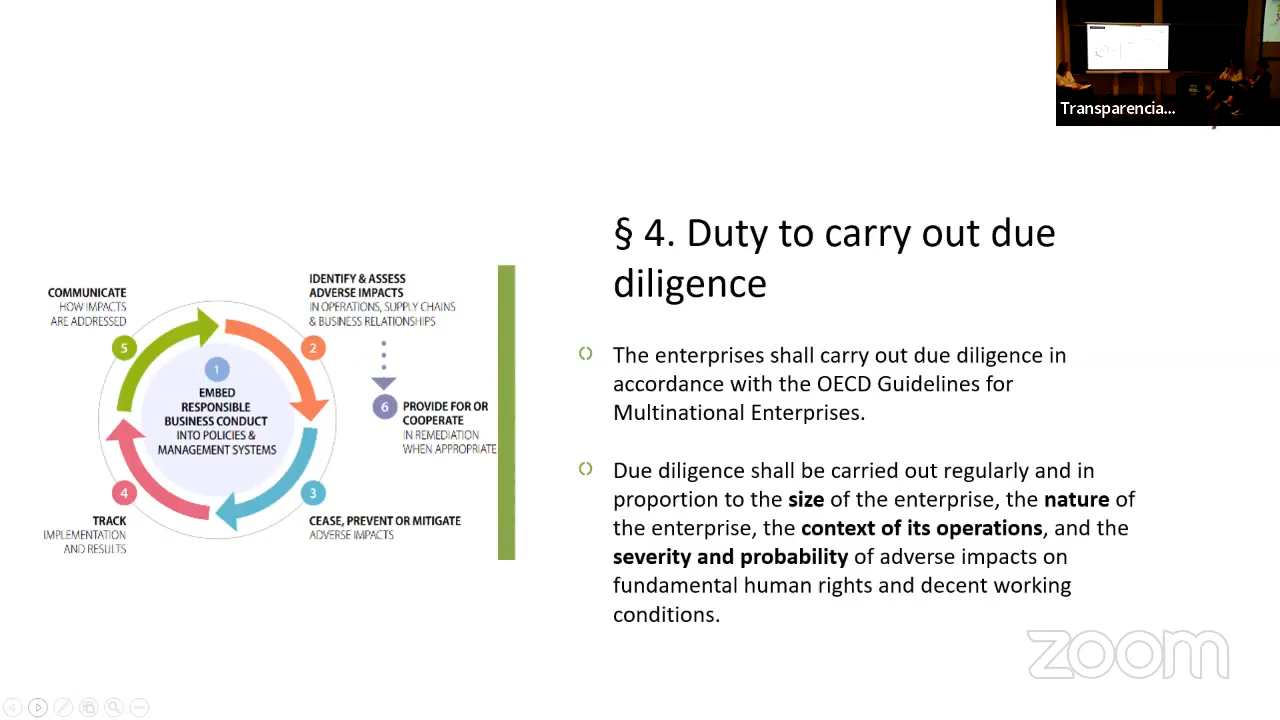 Transparencia...
§ 4. Duty to carry out due
diligence
The enterprises shall carry out due diligence in
accordance with the OECD Guidelines for
Multinational Enterprises.
Due diligence shall be carried out regularly and in
proportion to the size of the enterprise, the nature of
the enterprise, the context of its operations, and the
severity and probability of adverse impacts on
fundamental human rights and decent working
conditions.
1
EMBED
RESPONSIBLE
BUSINESS CONDUCT
INTO POLICIES &
MANAGEMENT SYSTEMS
IDENTIFY & ASSESS
ADVERSE IMPACTS
IN OPERATIONS, SUPPLY CHAINS
& BUSINESS RELATIONSHIPS
2
3
CEASE, PREVENT OR MITIGATE
ADVERSE IMPACTS
4
TRACK
IMPLEMENTATION
AND RESULTS
COMMUNICATE
HOW IMPACTS
ARE ADDRESSED
5
6
PROVIDE FOR OR
COOPERATE
IN REMEDIATION
WHEN APPROPRIATE
zoom